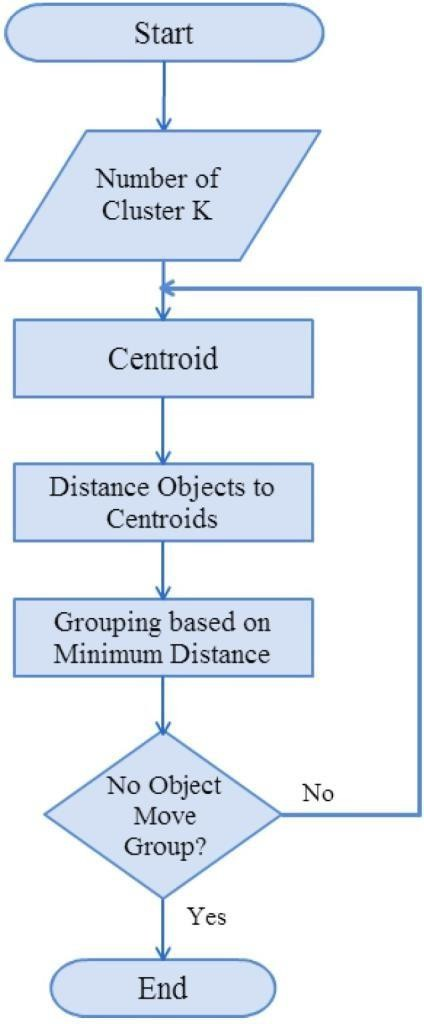 Start
Number of
Cluster K
Centroid
Distance Objects to
Centroids
Grouping based on
Minimum Distance
No Object
Move
Group?
No
Yes
End